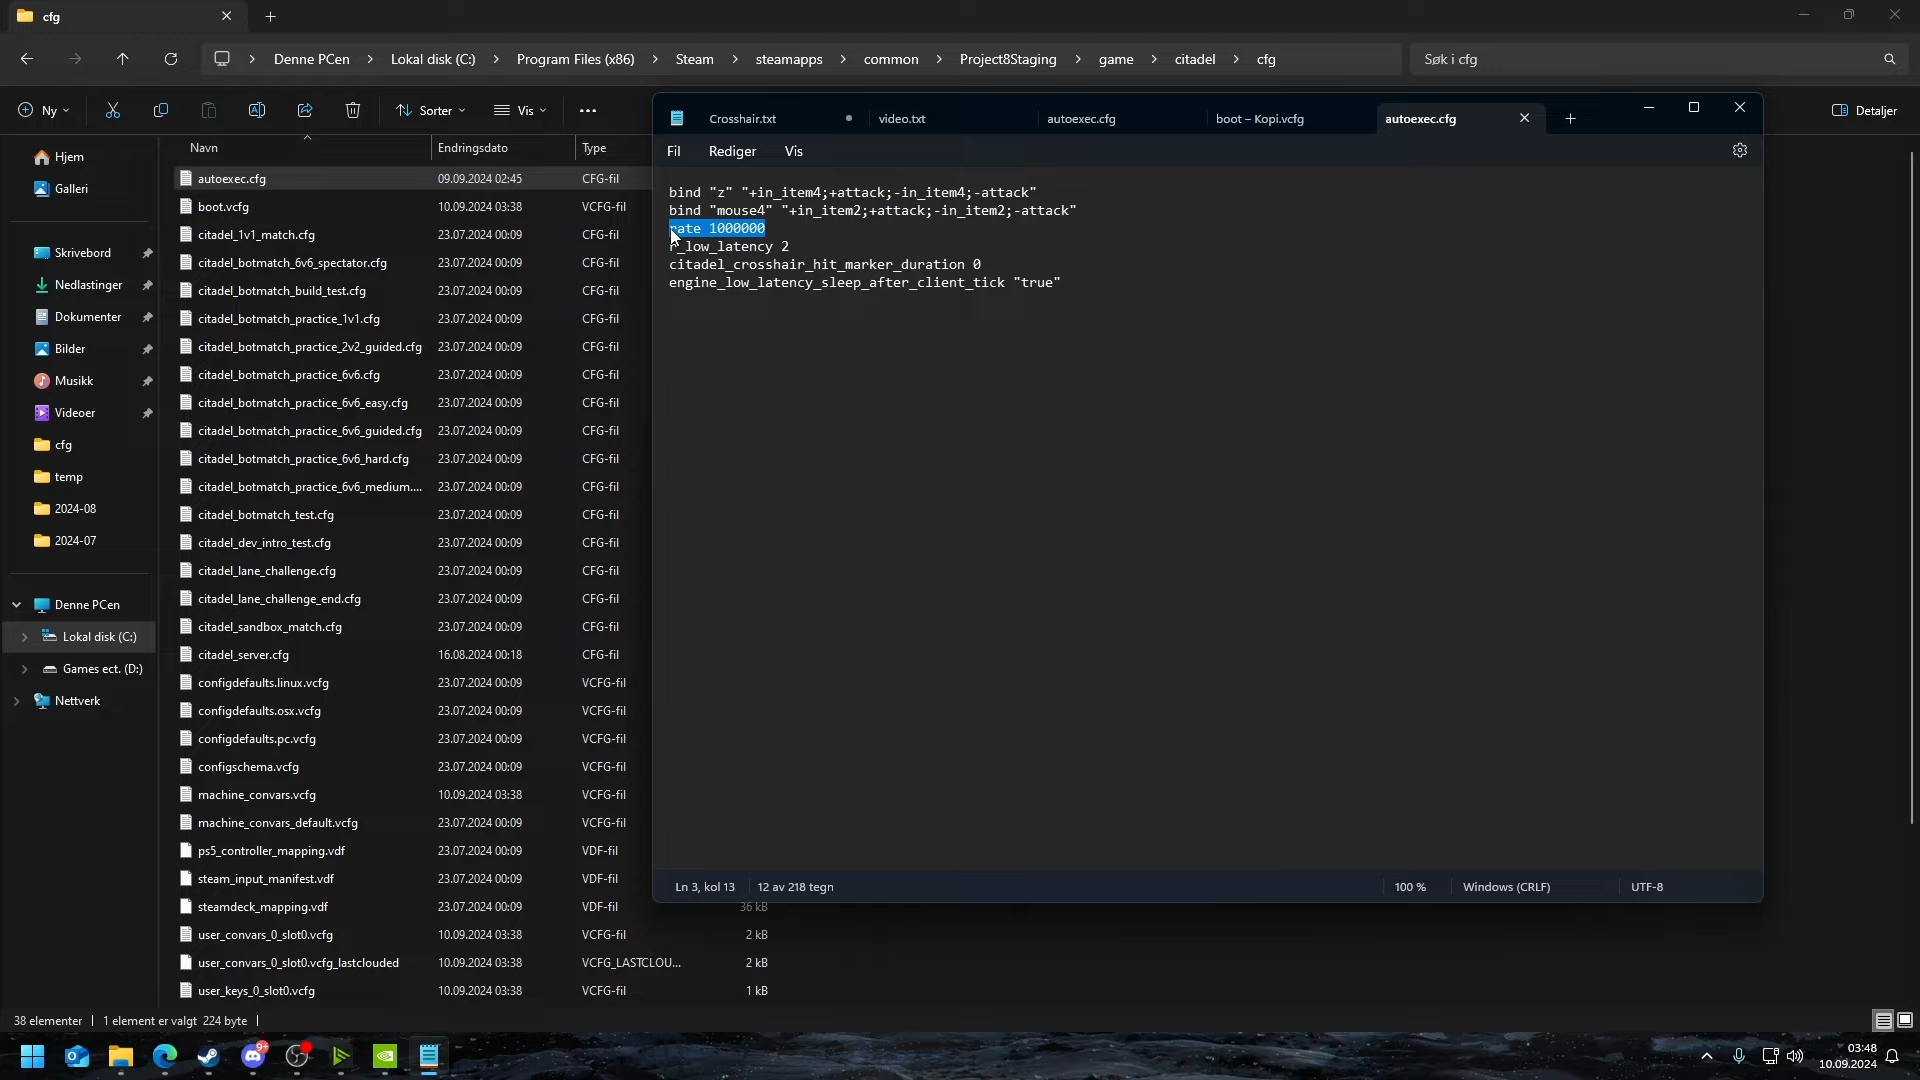 cfg
Denne PCen > Lokal disk (C:) > Program Files (x86) > Steam > steamapps > common > Project8Staging > game > citadel > cfg
Søk i cfg
Ny
Sorter
Vis
Detaljer
Navn Endringsdato Type
Hjem
Galleri
Skrivebord
Nedlastinger
Dokumenter
Bilder
Musikk
Videoer
cfg
temp
2024-08
2024-07
Denne PCen
Lokal disk (C:)
Games ect. (D:)
Nettverk
autoexec.cfg 09.09.2024 02:45 CFG-fil
boot.vcfg 10.09.2024 03:38 VCFG-fil
citadel_1v1_match.cfg 23.07.2024 00:09 CFG-fil
citadel_botmatch_6v6_spectator.cfg 23.07.2024 00:09 CFG-fil
citadel_botmatch_build_test.cfg 23.07.2024 00:09 CFG-fil
citadel_botmatch_practice_1v1.cfg 23.07.2024 00:09 CFG-fil
citadel_botmatch_practice_2v2_guided.cfg 23.07.2024 00:09 CFG-fil
citadel_botmatch_practice_6v6.cfg 23.07.2024 00:09 CFG-fil
citadel_botmatch_practice_6v6_easy.cfg 23.07.2024 00:09 CFG-fil
citadel_botmatch_practice_6v6_guided.cfg 23.07.2024 00:09 CFG-fil
citadel_botmatch_practice_6v6_hard.cfg 23.07.2024 00:09 CFG-fil
citadel_botmatch_practice_6v6_medium.... 23.07.2024 00:09 CFG-fil
citadel_botmatch_test.cfg 23.07.2024 00:09 CFG-fil
citadel_dev_intro_test.cfg 23.07.2024 00:09 CFG-fil
citadel_lane_challenge.cfg 23.07.2024 00:09 CFG-fil
citadel_lane_challenge_end.cfg 23.07.2024 00:09 CFG-fil
citadel_sandbox_match.cfg 23.07.2024 00:09 CFG-fil
citadel_server.cfg 16.08.2024 00:18 CFG-fil
configdefaults.linux.vcfg 23.07.2024 00:09 VCFG-fil
configdefaults.osx.vcfg 23.07.2024 00:09 VCFG-fil
configdefaults.pc.vcfg 23.07.2024 00:09 VCFG-fil
configschema.vcfg 23.07.2024 00:09 VCFG-fil
machine_convars.vcfg 10.09.2024 03:38 VCFG-fil
machine_convars_default.vcfg 23.07.2024 00:09 VCFG-fil
ps5_controller_mapping.vdf 23.07.2024 00:09 VDF-fil
steam_input_manifest.vdf 23.07.2024 00:09 VDF-fil
steamdeck_mapping.vdf 23.07.2024 00:09 VDF-fil 36 kB
user_convars_0_slot0.vcfg 10.09.2024 03:38 VCFG-fil 2 kB
user_convars_0_slot0.vcfg_lastclouded 10.09.2024 03:38 VCFG_LASTCLOU... 2 kB
user_keys_0_slot0.vcfg 10.09.2024 03:38 VCFG-fil 1 kB
38 elementer | 1 element er valgt 224 byte |
Crosshair.txt
video.txt
autoexec.cfg
boot – Kopi.vcfg
autoexec.cfg
Fil Rediger Vis
bind "z" "+in_item4;+attack;-in_item4;-attack"
bind "mouse4" "+in_item2;+attack;-in_item2;-attack"
rate 1000000
r_low_latency 2
citadel_crosshair_hit_marker_duration 0
engine_low_latency_sleep_after_client_tick "true"
Ln 3, kol 13
12 av 218 tegn
100 %
Windows (CRLF)
UTF-8
9+
03:48
10.09.2024